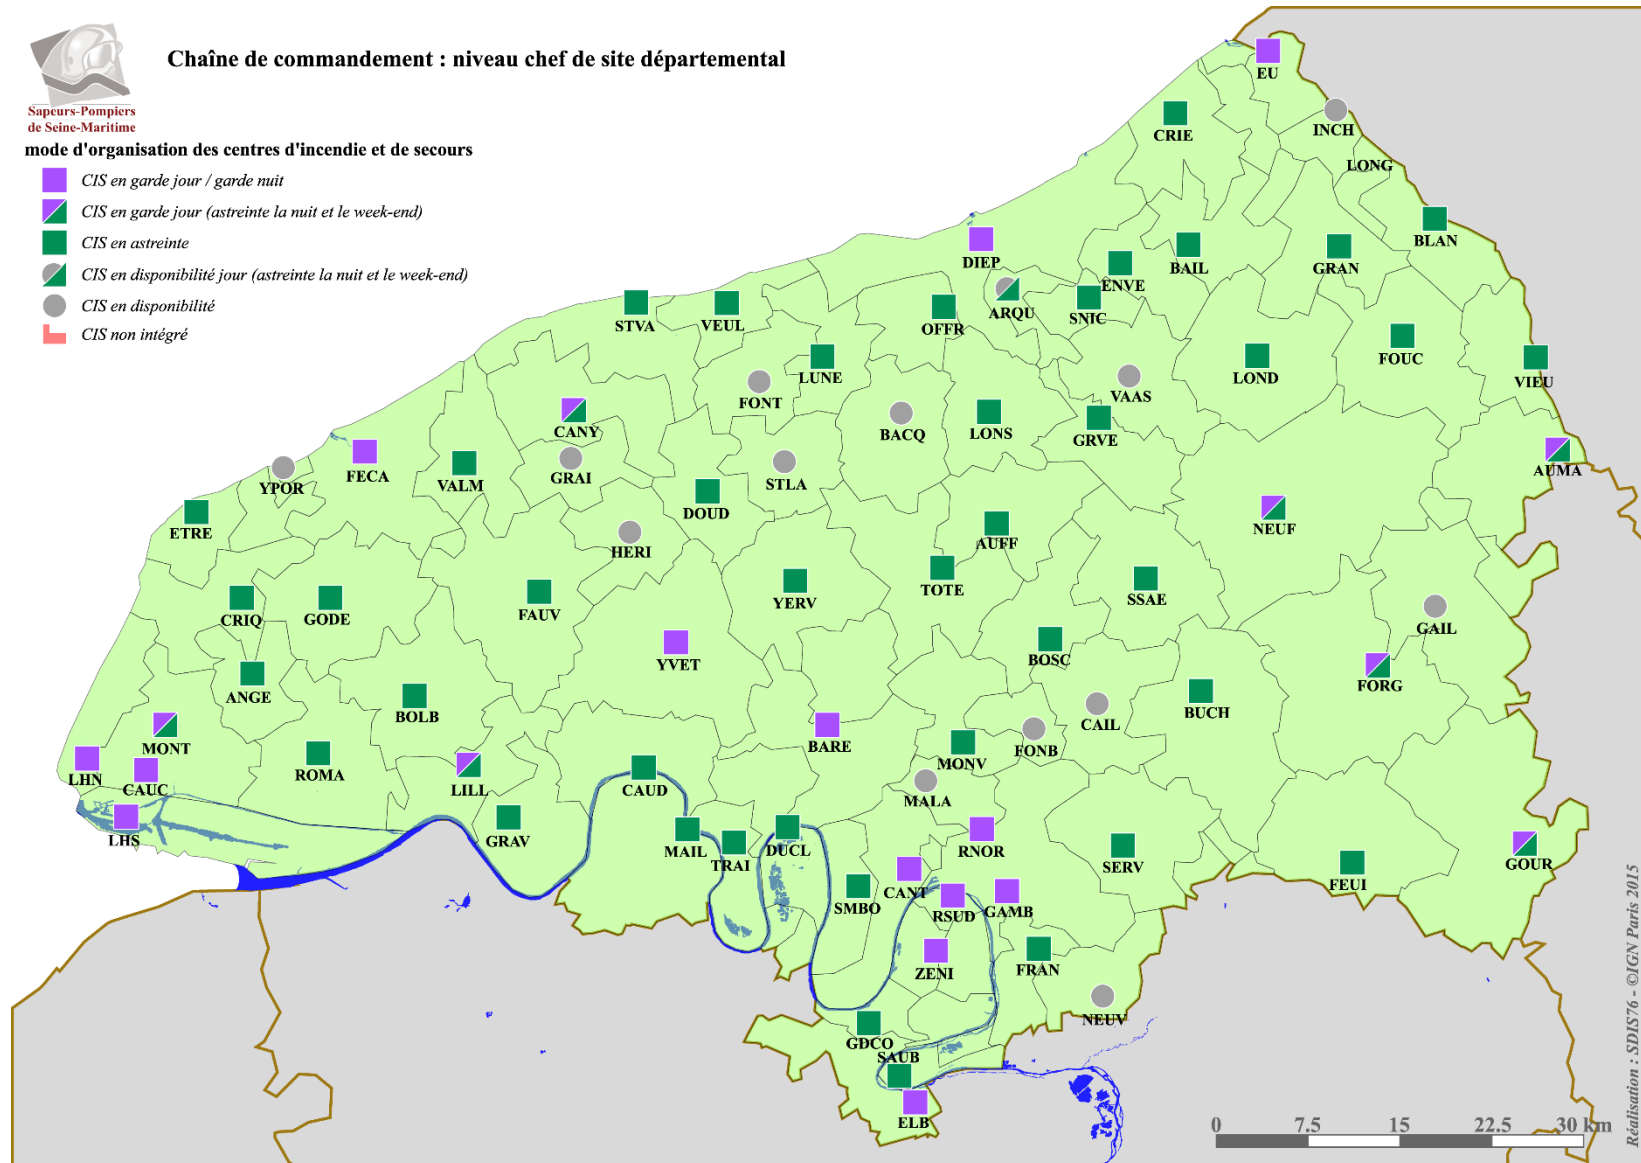 Chaîne de commandement : niveau chef de site départemental
Sapeurs-Pompiers
de Seine-Maritime
mode d'organisation des centres d'incendie et de secours
CIS en garde jour / garde nuit
CIS en garde jour (astreinte la nuit et le week-end)
CIS en astreinte
CIS en disponibilité jour (astreinte la nuit et le week-end)
CIS en disponibilité
CIS non intégré
EU
INCH
CRIE
LONG
BLAN
DIEP
BAIL
GRAN
ENVE
ARQU
SNIC
STVA
VEUL
OFFR
FOUC
LUNE
LOND
VIEU
FONT
VAAS
CANY
BACQ
LONS
GRVE
FECA
YPOR
VALM
GRAI
STLA
AUMA
ETRE
DOUD
NEUF
HERI
AUFF
CRIQ
GODE
FAUV
YERV
TOTE
SSAE
GAIL
YVET
BOSC
FORG
ANGE
BOLB
CAIL
BUCH
MONT
BARE
FONB
LHN
CAUC
ROMA
LILL
CAUD
MONV
MALA
LHS
GRAV
MAIL
TRAI
DUCL
RNOR
SERV
FEUI
GOUR
SMBO
CANT
RSUD
GAMB
ZENI
FRAN
NEUV
GDCO
SAUB
ELB
0 7.5 15 22.5 30 km
Réalisation : SDIS76 - ©IGN Paris 2015